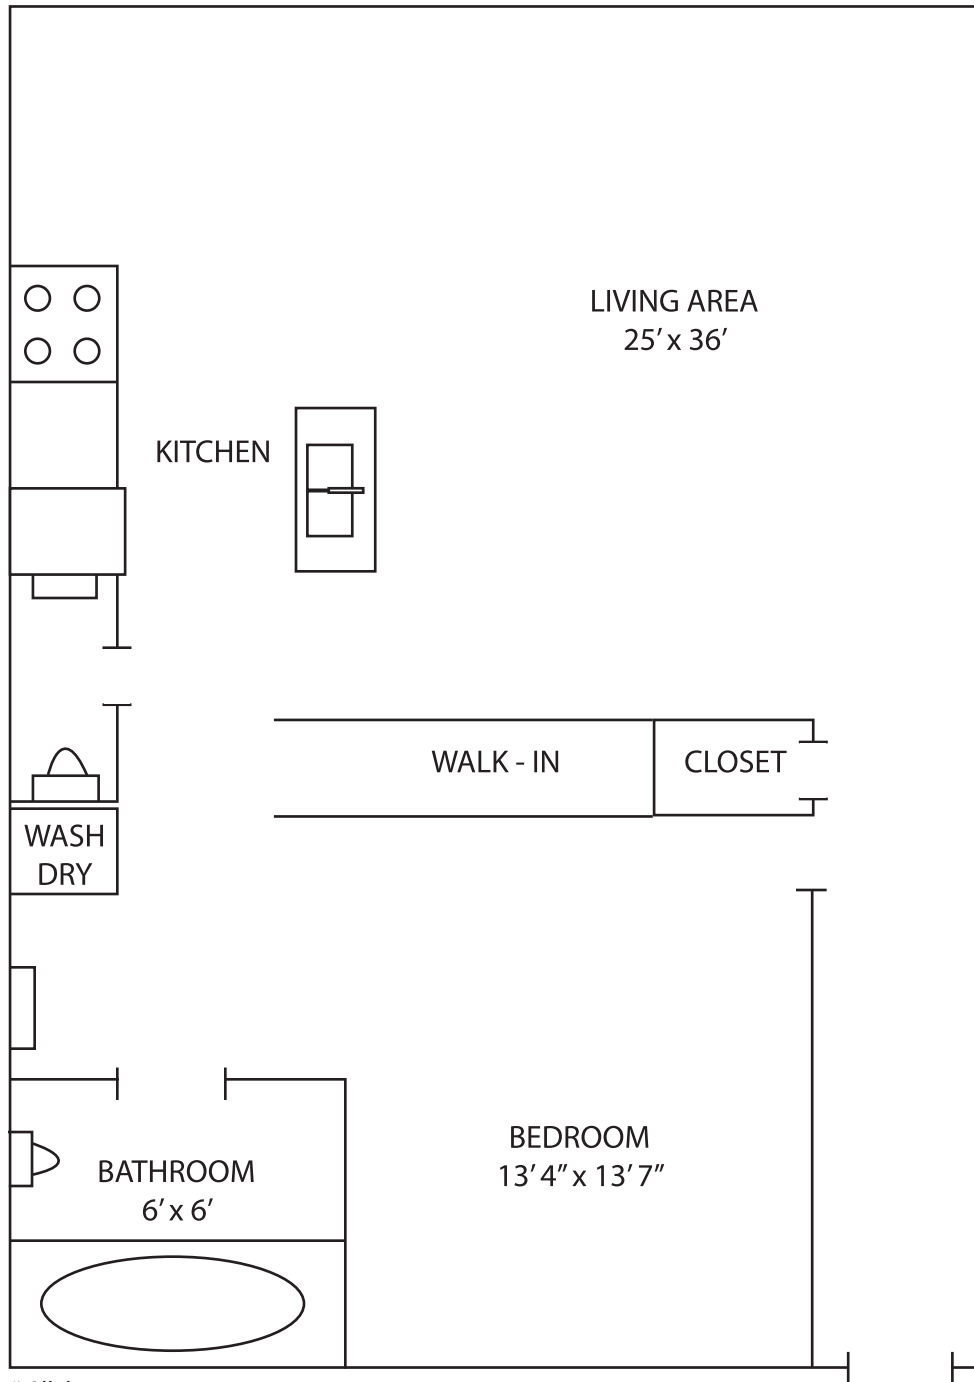 LIVING AREA
25’ x 36’
KITCHEN
WALK - IN
CLOSET
WASH
DRY
BEDROOM
13’ 4” x 13’ 7”
BATHROOM
6’ x 6’